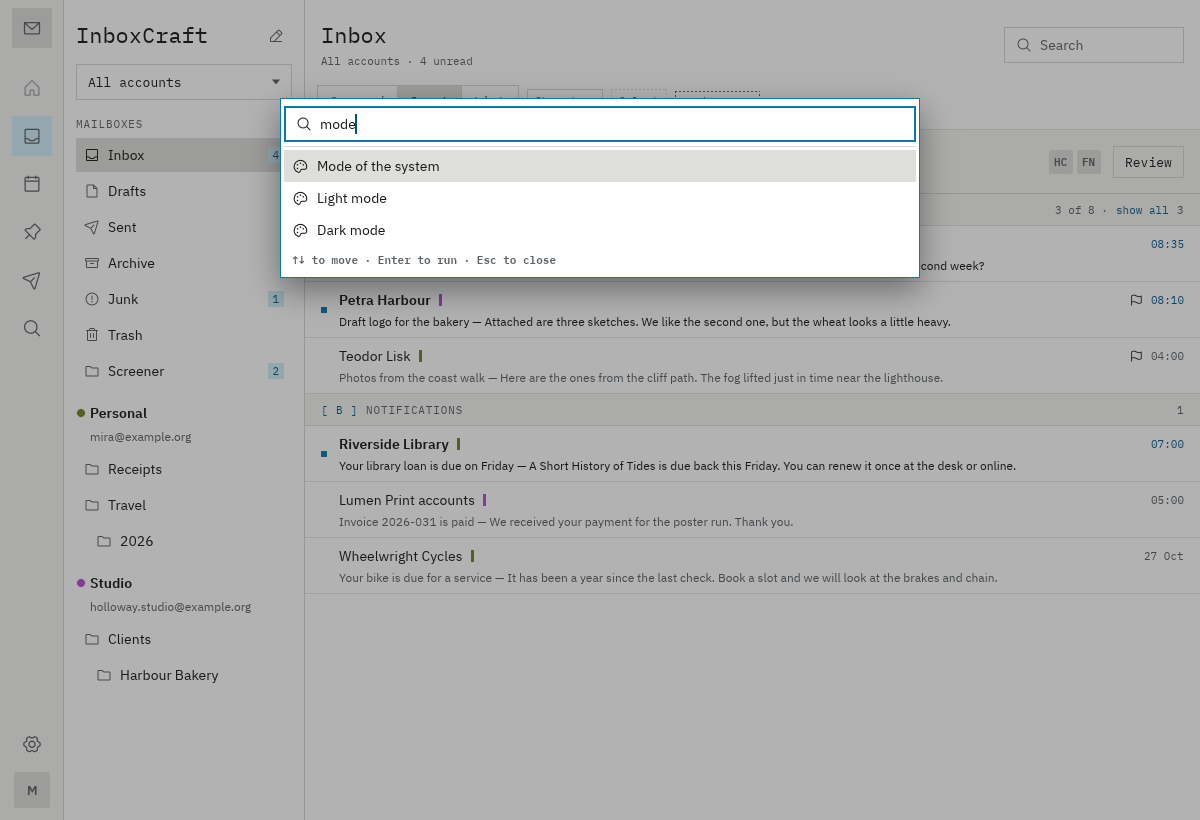 InboxCraft
All accounts
MAILBOXES
Inbox 4
Drafts
Sent
Archive
Junk 1
Trash
Screener 2
Personal
mira@example.org
Receipts
Travel
2026
Studio
holloway.studio@example.org
Clients
Harbour Bakery
M
Inbox
All accounts · 4 unread
Search
mode
Mode of the system
Light mode
Dark mode
↑↓ to move · Enter to run · Esc to close
HC FN Review
3 of 8 · show all 3
08:35
week?
Petra Harbour 08:10
Draft logo for the bakery — Attached are three sketches. We like the second one, but the wheat looks a little heavy.
Teodor Lisk 04:00
Photos from the coast walk — Here are the ones from the cliff path. The fog lifted just in time near the lighthouse.
[ B ] NOTIFICATIONS 1
Riverside Library 07:00
Your library loan is due on Friday — A Short History of Tides is due back this Friday. You can renew it once at the desk or online.
Lumen Print accounts 05:00
Invoice 2026-031 is paid — We received your payment for the poster run. Thank you.
Wheelwright Cycles 27 Oct
Your bike is due for a service — It has been a year since the last check. Book a slot and we will look at the brakes and chain.